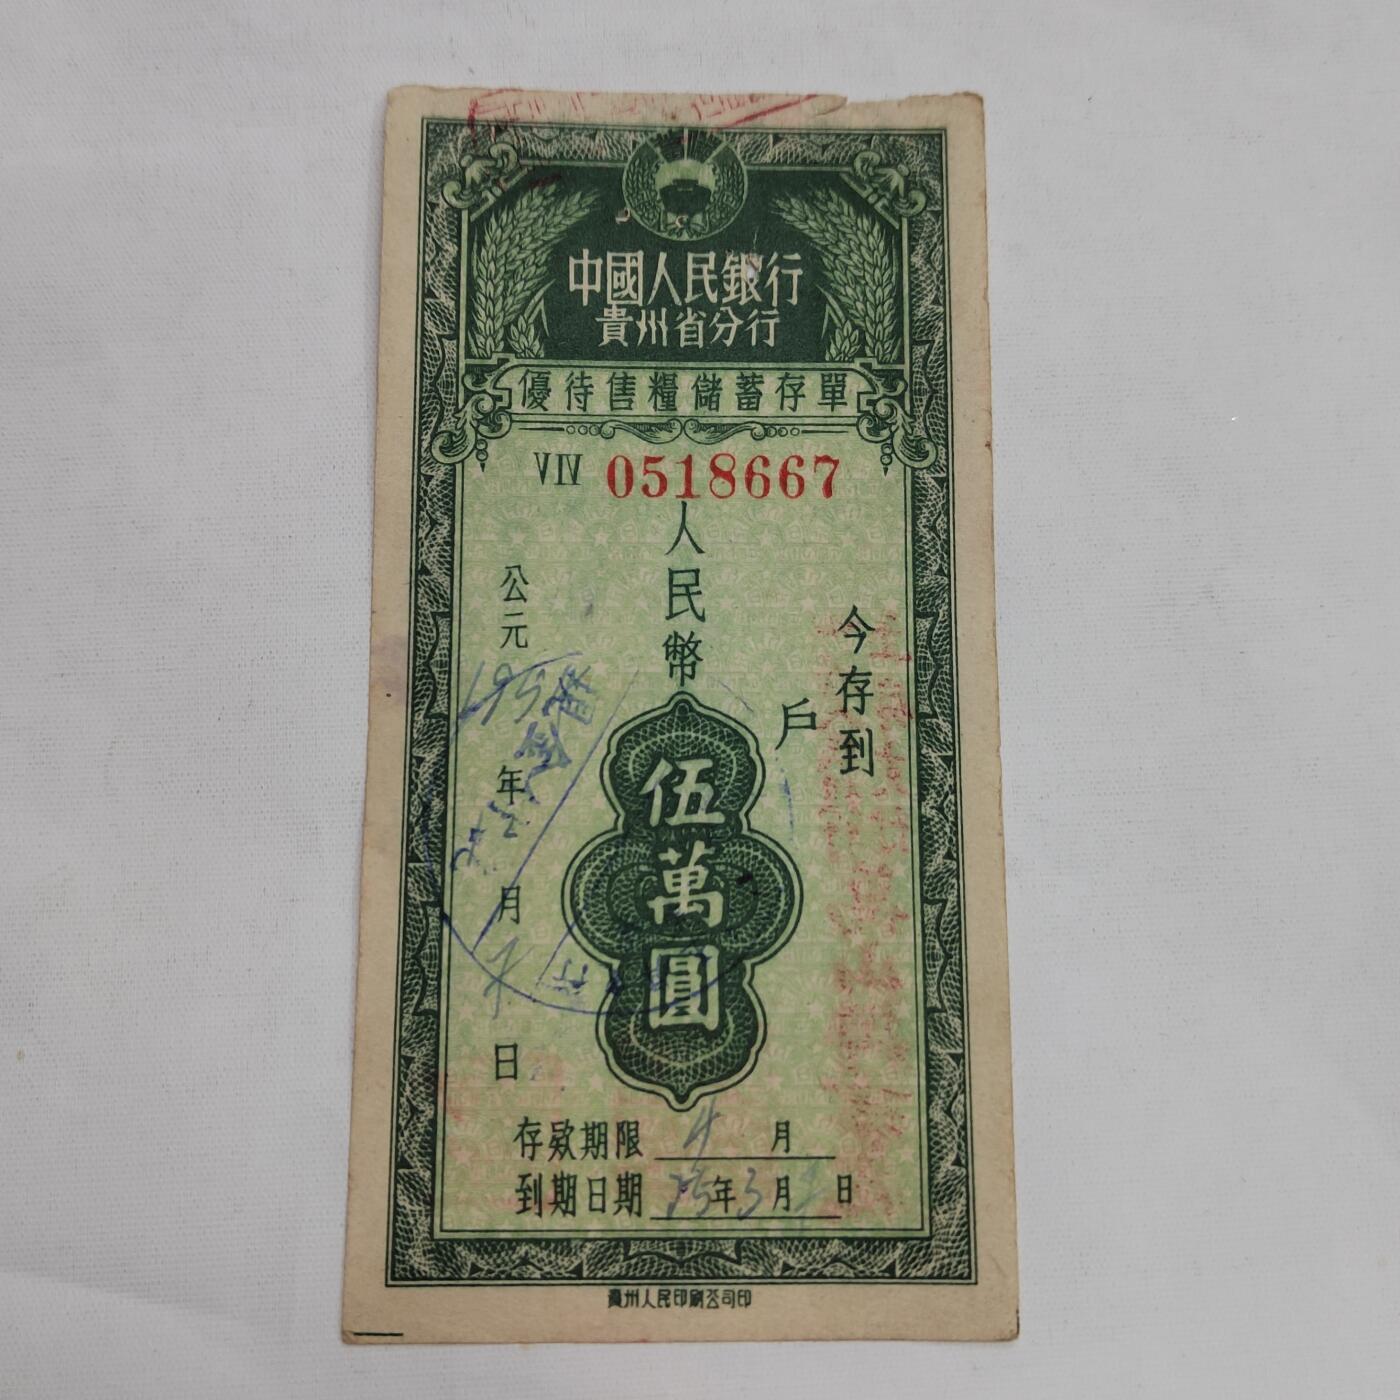 中國人民銀行
貴州省分行
優待售糧儲蓄存單
VIV 0518667
今存到
戶
人民幣
伍萬圓
公元
年
月
日
存款期限 4 月
到期日期 年3月 日
貴州人民印刷公司印